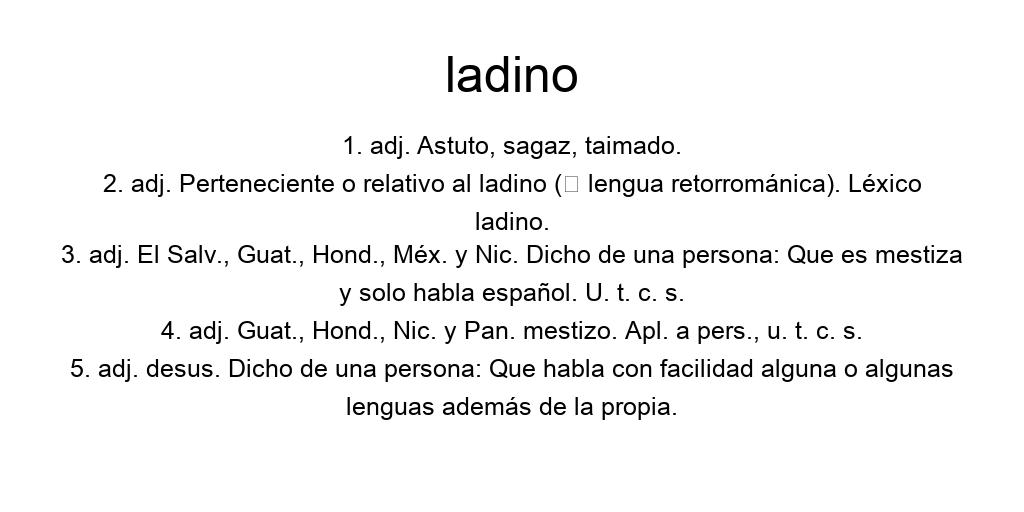 ladino
1. adj. Astuto, sagaz, taimado.
2. adj. Perteneciente o relativo al ladino (□ lengua retorrománica). Léxico
ladino.
3. adj. El Salv., Guat., Hond., Méx. y Nic. Dicho de una persona: Que es mestiza
y solo habla español. U. t. c. s.
4. adj. Guat., Hond., Nic. y Pan. mestizo. Apl. a pers., u. t. c. s.
5. adj. desus. Dicho de una persona: Que habla con facilidad alguna o algunas
lenguas además de la propia.